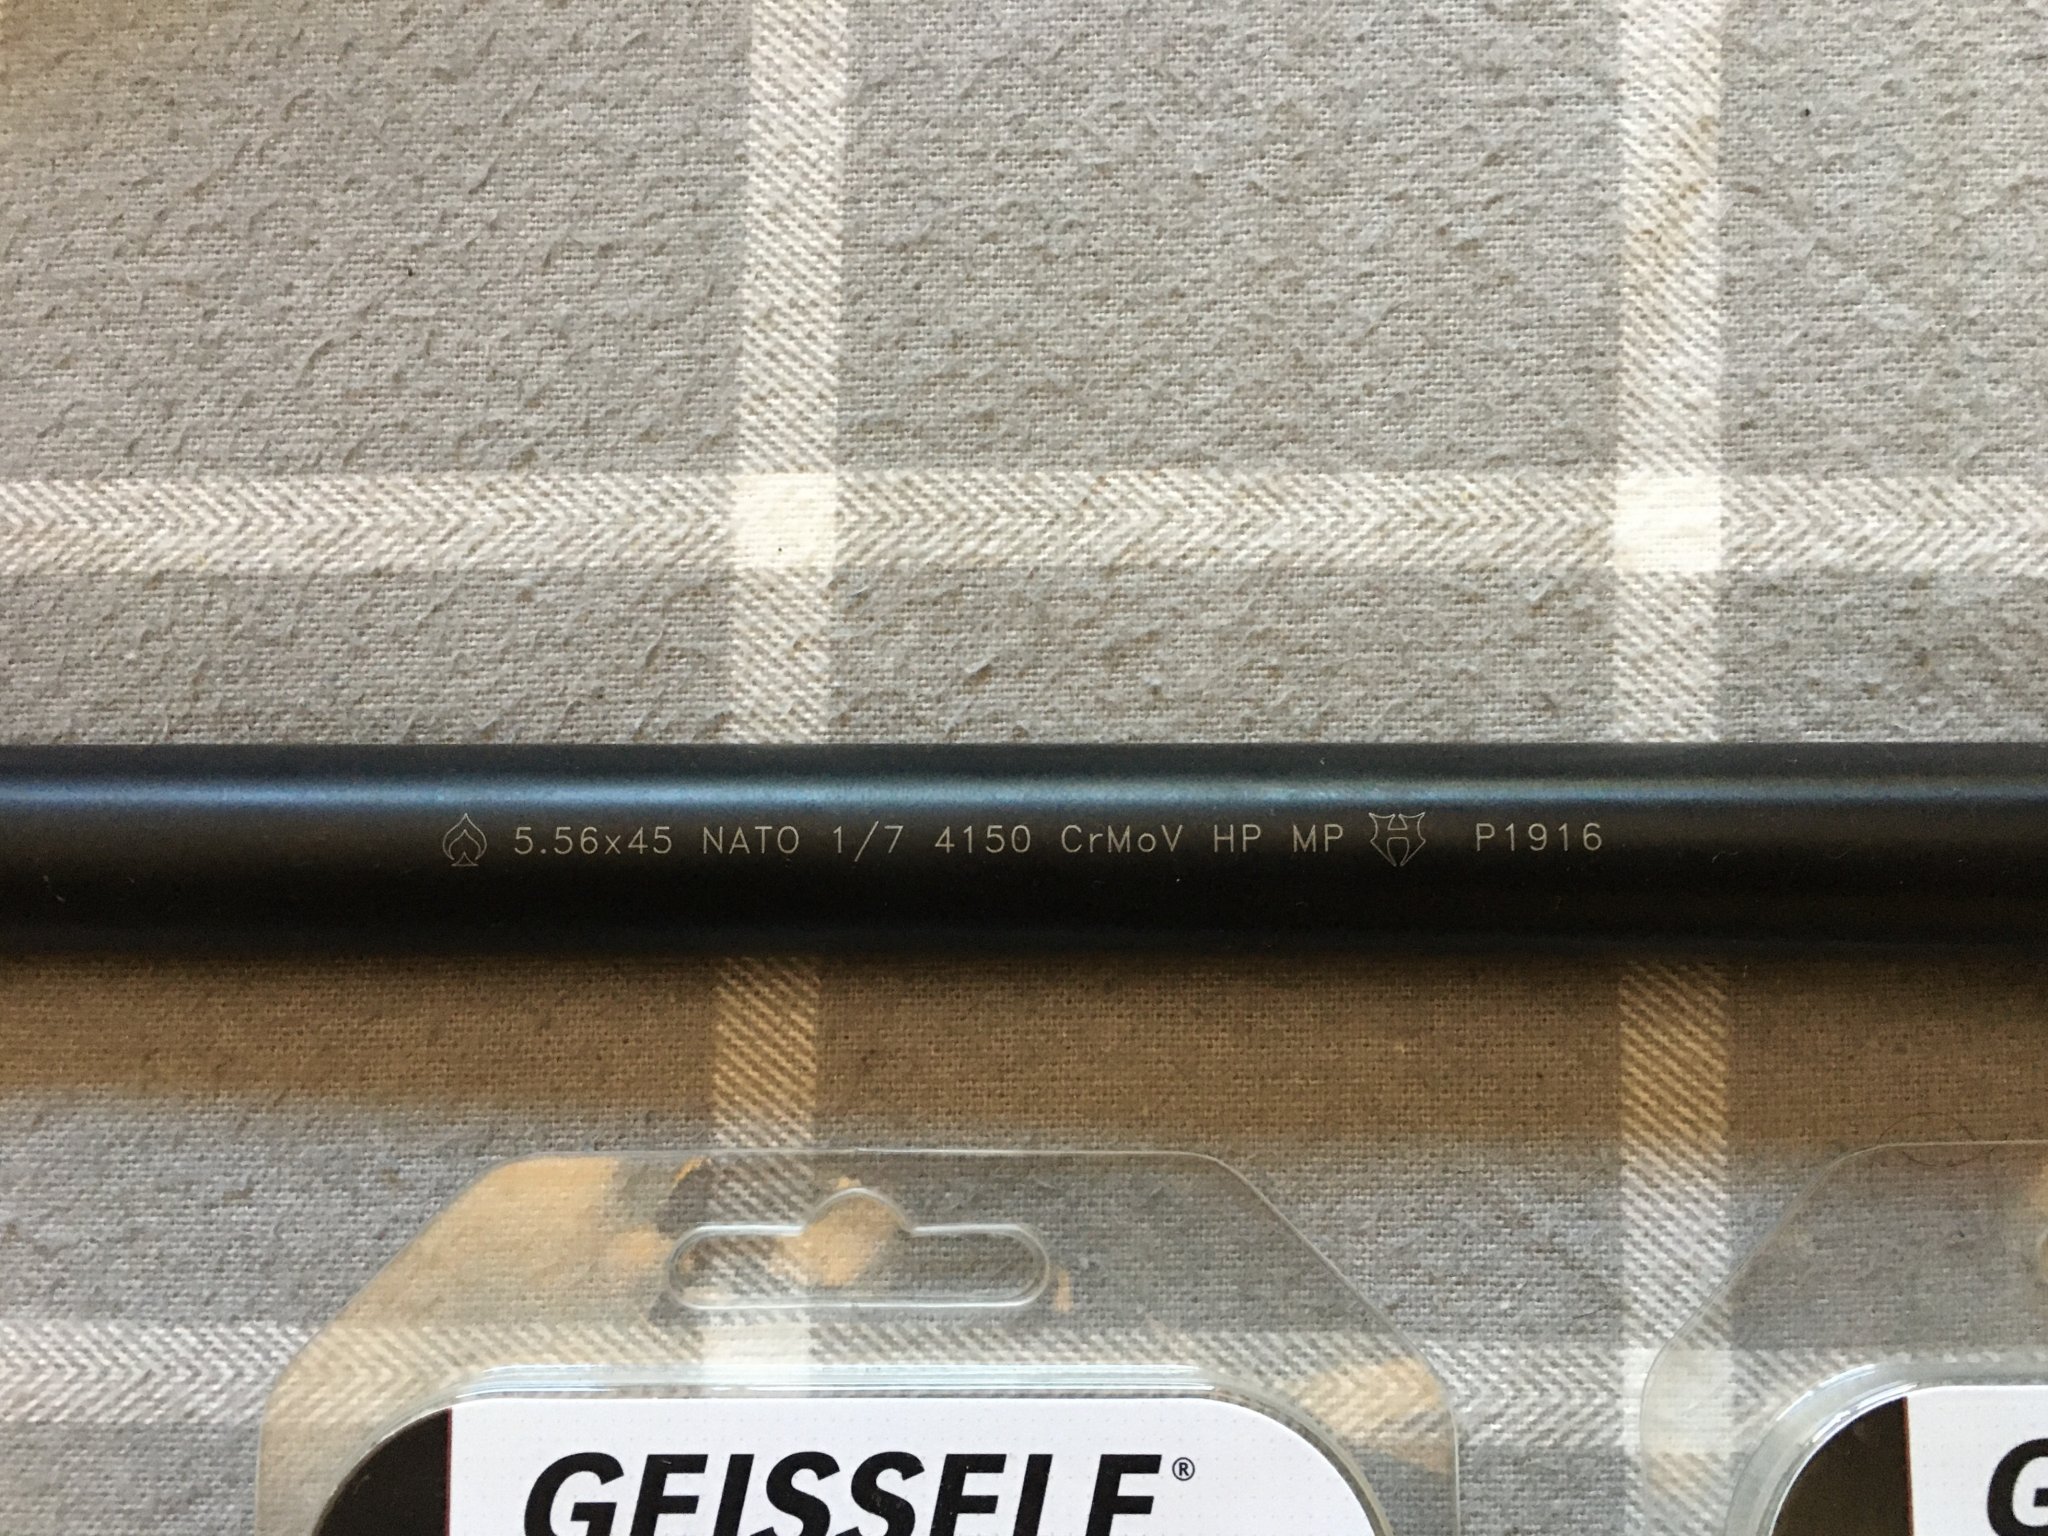 5.56x45 NATO 1/7 4150 CrMoV HP MP P1916
GEISSELE®
G